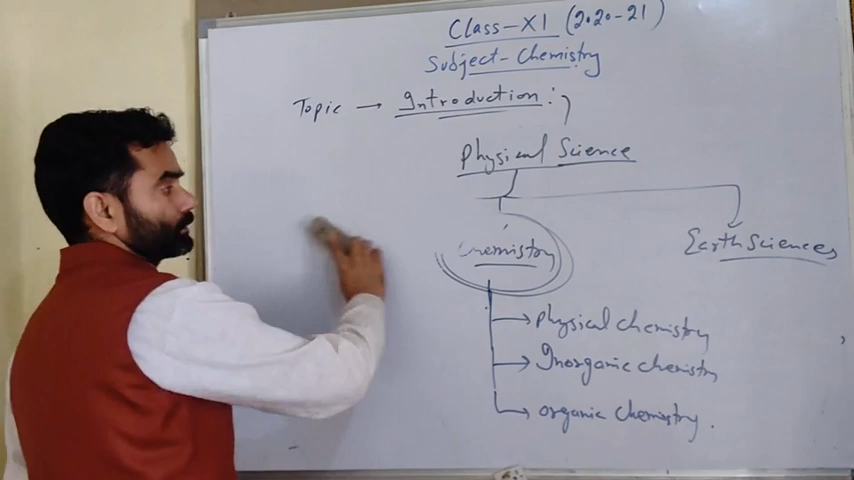 Class-XI (2020-21)
Subject-Chemistry
Topic → Introduction:
Physical Science
Chemistry
Earth Sciences
→ physical chemistry
→ Inorganic chemistry
→ organic chemistry.